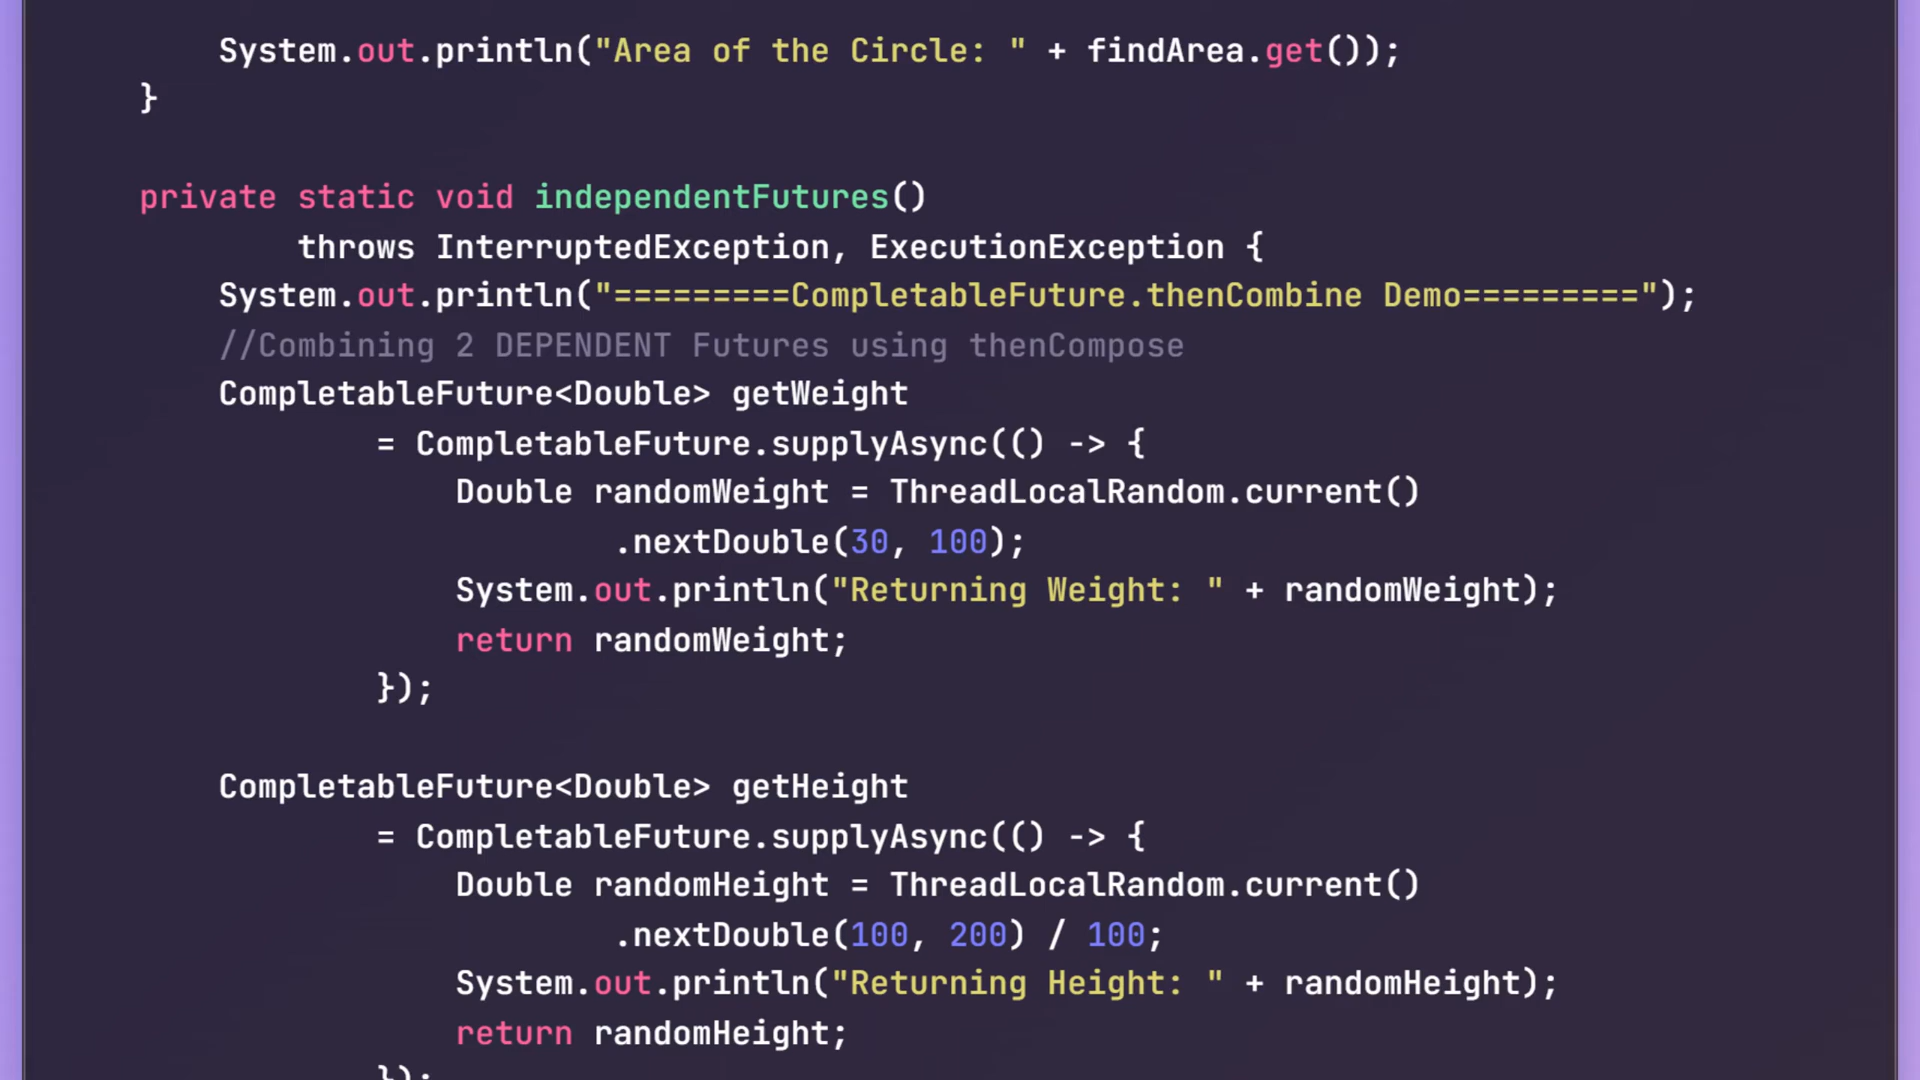 System.out.println("Area of the Circle: " + findArea.get());
}
private static void independentFutures()
throws InterruptedException, ExecutionException {
System.out.println("=========CompletableFuture.thenCombine Demo=========");
//Combining 2 DEPENDENT Futures using thenCompose
CompletableFuture<Double> getWeight
= CompletableFuture.supplyAsync(() -> {
Double randomWeight = ThreadLocalRandom.current()
.nextDouble(30, 100);
System.out.println("Returning Weight: " + randomWeight);
return randomWeight;
});
CompletableFuture<Double> getHeight
= CompletableFuture.supplyAsync(() -> {
Double randomHeight = ThreadLocalRandom.current()
.nextDouble(100, 200) / 100;
System.out.println("Returning Height: " + randomHeight);
return randomHeight;
});